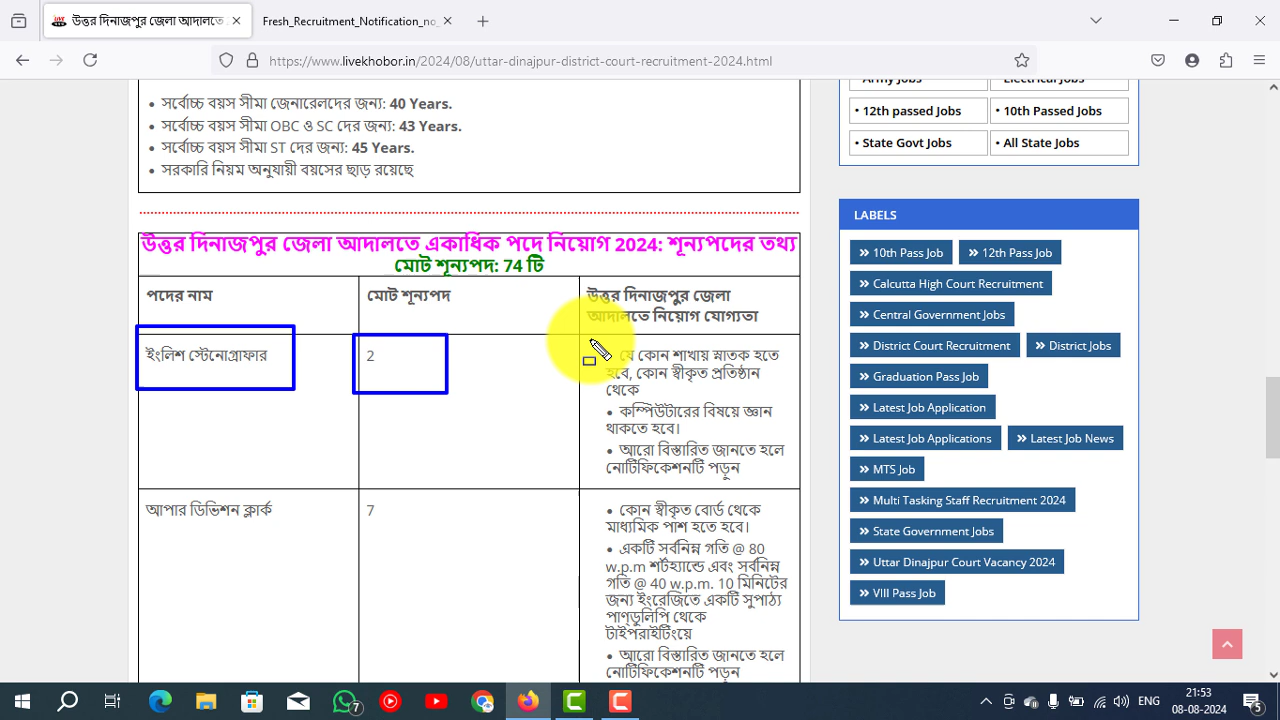 উত্তর দিনাজপুর জেলা আদালতে
Fresh_Recruitment_Notification_no_
https://www.livekhobor.in/2024/08/uttar-dinajpur-district-court-recruitment-2024.html
• সর্বোচ্চ বয়স সীমা জেনারেলদের জন্য: 40 Years.
• সর্বোচ্চ বয়স সীমা OBC ও SC দের জন্য: 43 Years.
• সর্বোচ্চ বয়স সীমা ST দের জন্য: 45 Years.
• সরকারি নিয়ম অনুযায়ী বয়সের ছাড় রয়েছে
উত্তর দিনাজপুর জেলা আদালতে একাধিক পদে নিয়োগ 2024: শূন্যপদের তথ্য
মোট শূন্যপদ: 74 টি
পদের নাম
মোট শূন্যপদ
উত্তর দিনাজপুর জেলা
আদালতে নিয়োগ যোগ্যতা
ইংলিশ স্টেনোগ্রাফার
2
যে কোন শাখায় স্নাতক হতে
হবে, কোন স্বীকৃত প্রতিষ্ঠান
থেকে
• কম্পিউটারের বিষয়ে জ্ঞান
থাকতে হবে।
• আরো বিস্তারিত জানতে হলে
নোটিফিকেশনটি পড়ুন
আপার ডিভিশন ক্লার্ক
7
• কোন স্বীকৃত বোর্ড থেকে
মাধ্যমিক পাশ হতে হবে।
• একটি সর্বনিম্ন গতি @ 80
w.p.m শর্টহ্যান্ডে এবং সর্বনিম্ন
গতি @ 40 w.p.m. 10 মিনিটের
জন্য ইংরেজিতে একটি সুপাঠ্য
পাণ্ডুলিপি থেকে
টাইপরাইটিংয়ে
• আরো বিস্তারিত জানতে হলে
নোটিফিকেশনটি পড়ুন
Army Jobs
Electrical Jobs
• 12th passed Jobs
• 10th Passed Jobs
• State Govt Jobs
• All State Jobs
LABELS
» 10th Pass Job
» 12th Pass Job
» Calcutta High Court Recruitment
» Central Government Jobs
» District Court Recruitment
» District Jobs
» Graduation Pass Job
» Latest Job Application
» Latest Job Applications
» Latest Job News
» MTS Job
» Multi Tasking Staff Recruitment 2024
» State Government Jobs
» Uttar Dinajpur Court Vacancy 2024
» VIII Pass Job
7
ENG
21:53
08-08-2024
5